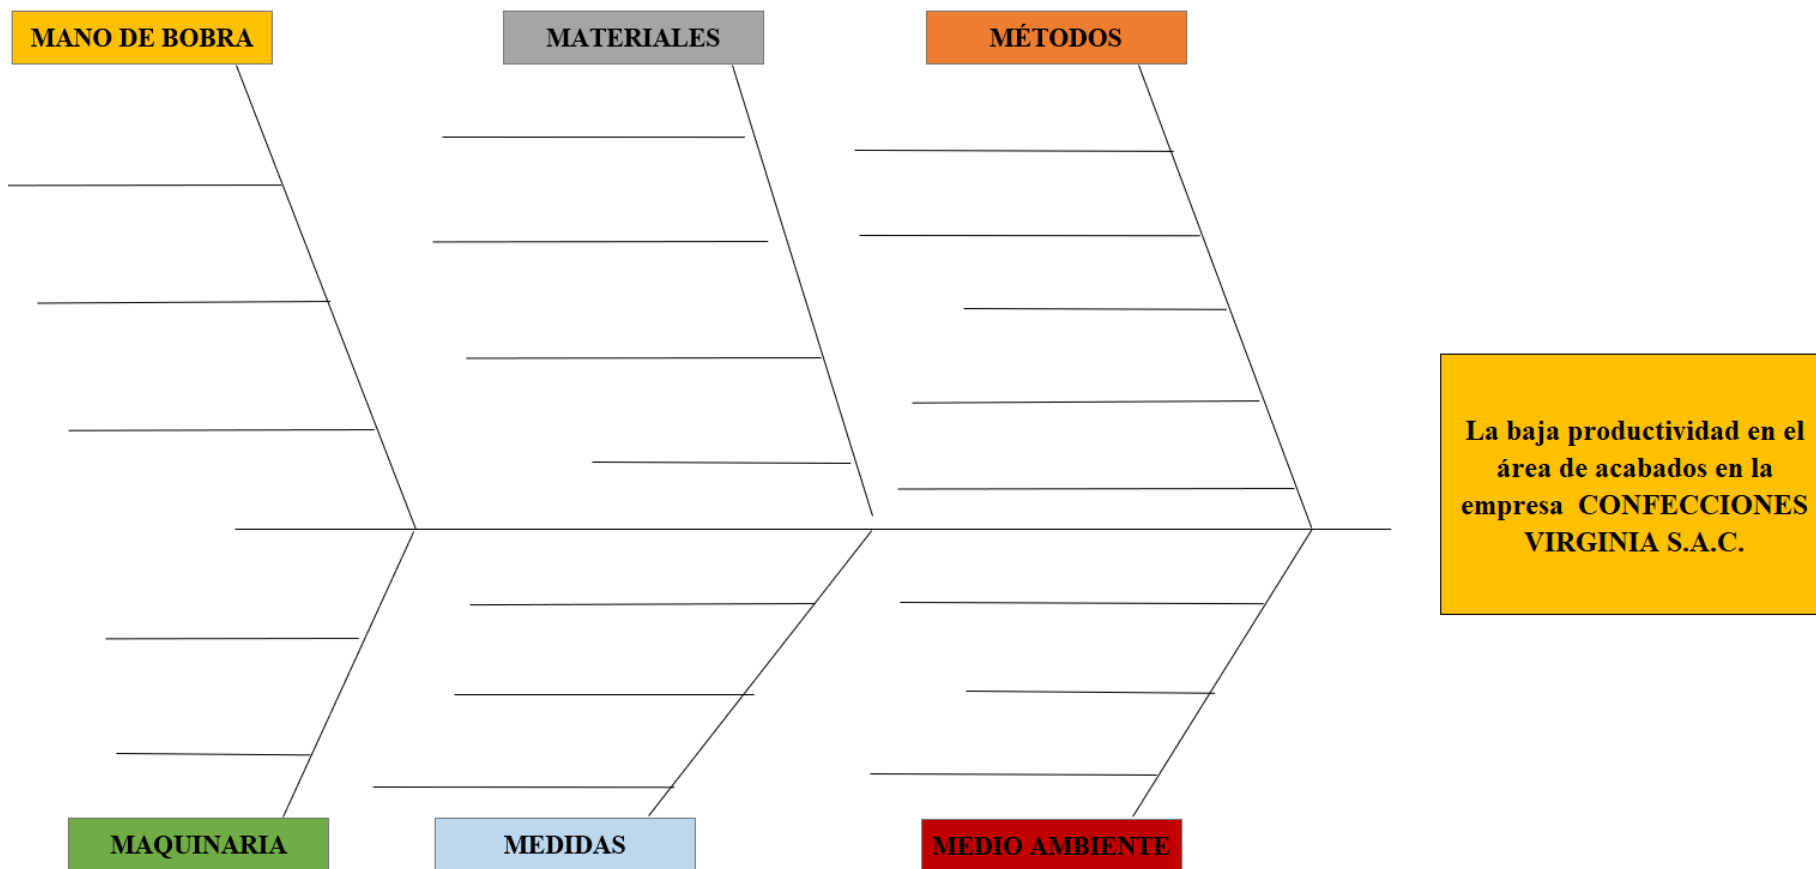 MANO DE BOBRA
MATERIALES
MÉTODOS
La baja productividad en el
área de acabados en la
empresa CONFECCIONES
VIRGINIA S.A.C.
MAQUINARIA
MEDIDAS
MEDIO AMBIENTE